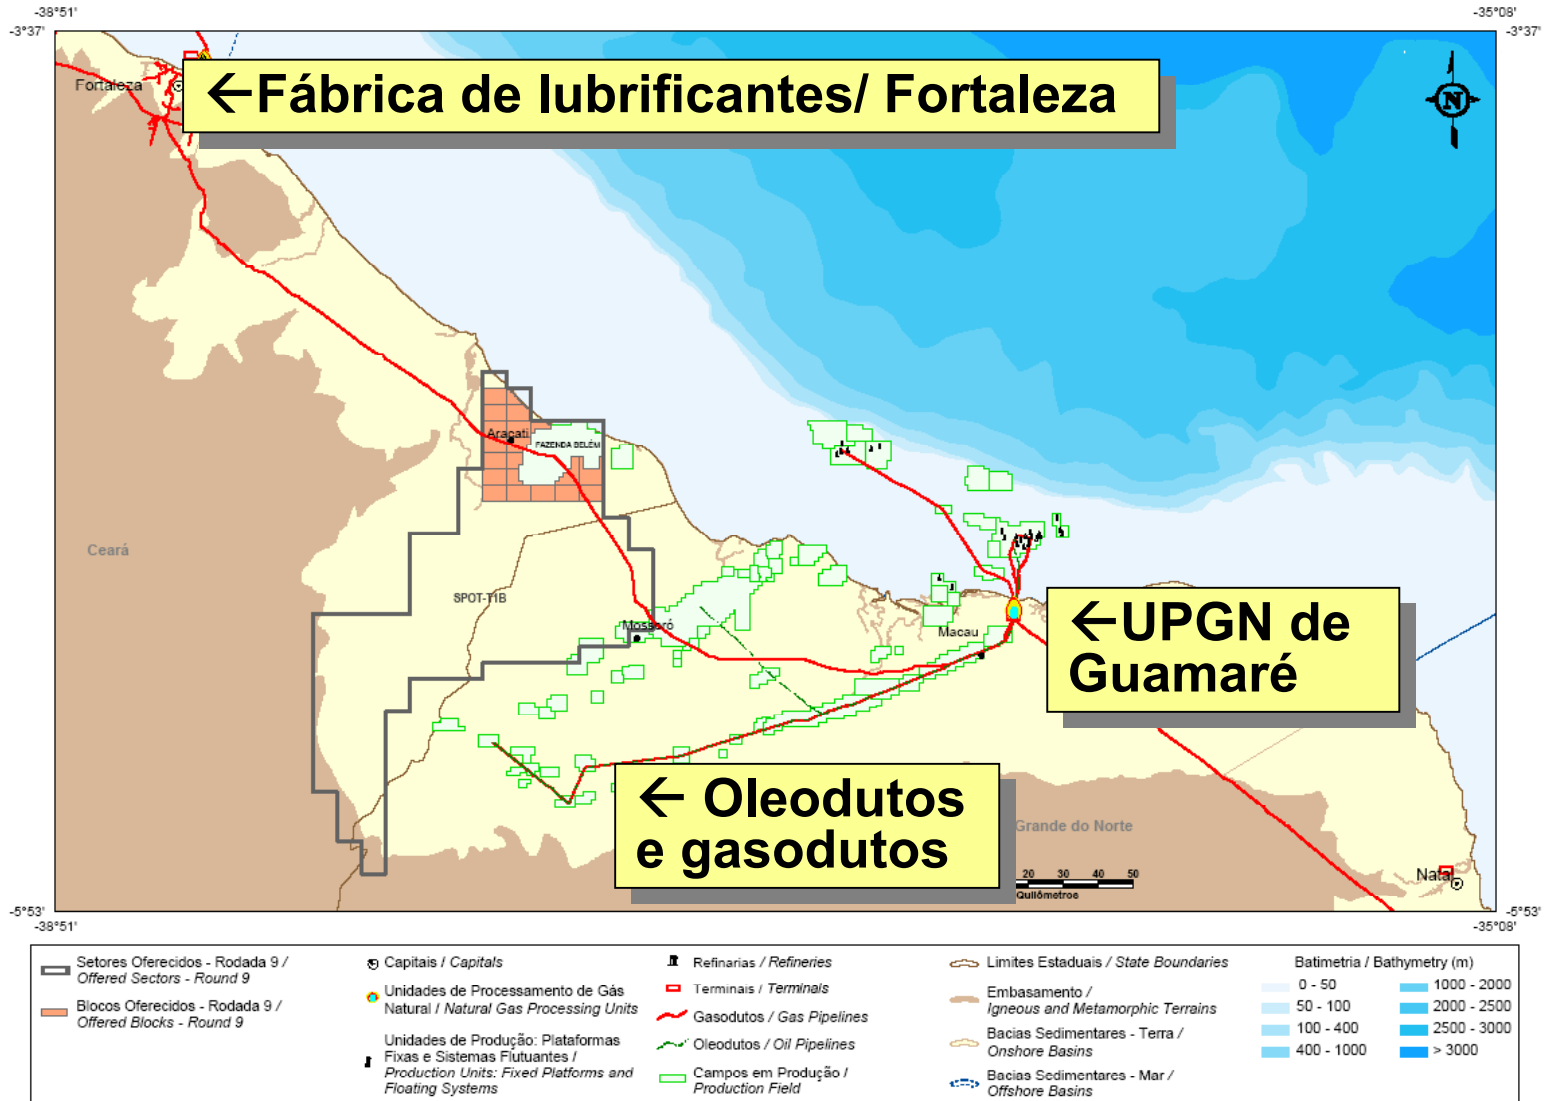 -38°51'
-35°08'
-3°37'
-3°37'
Fortaleza
←Fábrica de lubrificantes/ Fortaleza
N
Aracati
FAZENDA BELÉM
Ceará
SPOT-T1B
Mossoró
Macau
←UPGN de
Guamaré
← Oleodutos
e gasodutos
Grande do Norte
20 30 40 50
Quilômetros
Natal
-5°53'
-5°53'
-38°51'
-35°08'
Setores Oferecidos - Rodada 9 /
Offered Sectors - Round 9
Blocos Oferecidos - Rodada 9 /
Offered Blocks - Round 9
Capitais / Capitals
Unidades de Processamento de Gás
Natural / Natural Gas Processing Units
Unidades de Produção: Plataformas
Fixas e Sistemas Flutuantes /
Production Units: Fixed Platforms and
Floating Systems
Refinarias / Refineries
Terminais / Terminals
Gasodutos / Gas Pipelines
Oleodutos / Oil Pipelines
Campos em Produção /
Production Field
Limites Estaduais / State Boundaries
Embasamento /
Igneous and Metamorphic Terrains
Bacias Sedimentares - Terra /
Onshore Basins
Bacias Sedimentares - Mar /
Offshore Basins
Batimetria / Bathymetry (m)
0 - 50
50 - 100
100 - 400
400 - 1000
1000 - 2000
2000 - 2500
2500 - 3000
> 3000